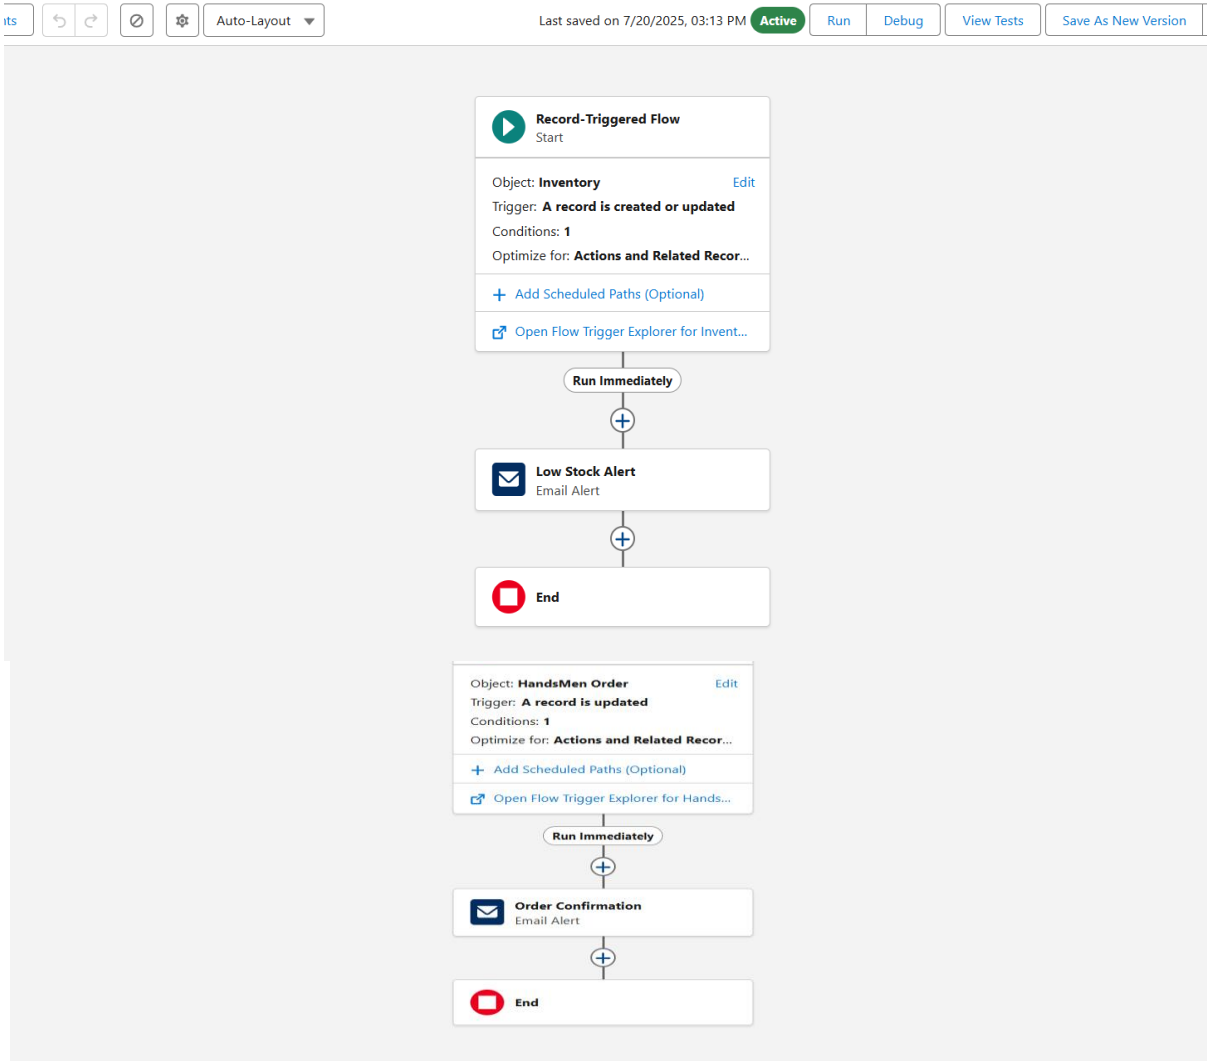 ts Auto-Layout Last saved on 7/20/2025, 03:13 PM Active Run Debug View Tests Save As New Version
Record-Triggered Flow
Start
Object: Inventory Edit
Trigger: A record is created or updated
Conditions: 1
Optimize for: Actions and Related Recor...
Add Scheduled Paths (Optional)
Open Flow Trigger Explorer for Invent...
Run Immediately
Low Stock Alert
Email Alert
End
Object: HandsMen Order Edit
Trigger: A record is updated
Conditions: 1
Optimize for: Actions and Related Recor...
Add Scheduled Paths (Optional)
Open Flow Trigger Explorer for Hands...
Run Immediately
Order Confirmation
Email Alert
End